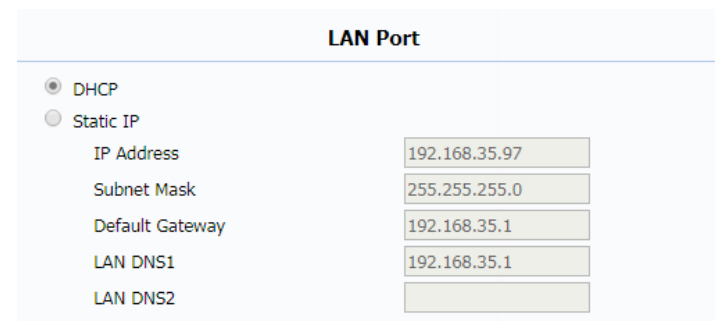 LAN Port
DHCP
Static IP
IP Address 192.168.35.97
Subnet Mask 255.255.255.0
Default Gateway 192.168.35.1
LAN DNS1 192.168.35.1
LAN DNS2